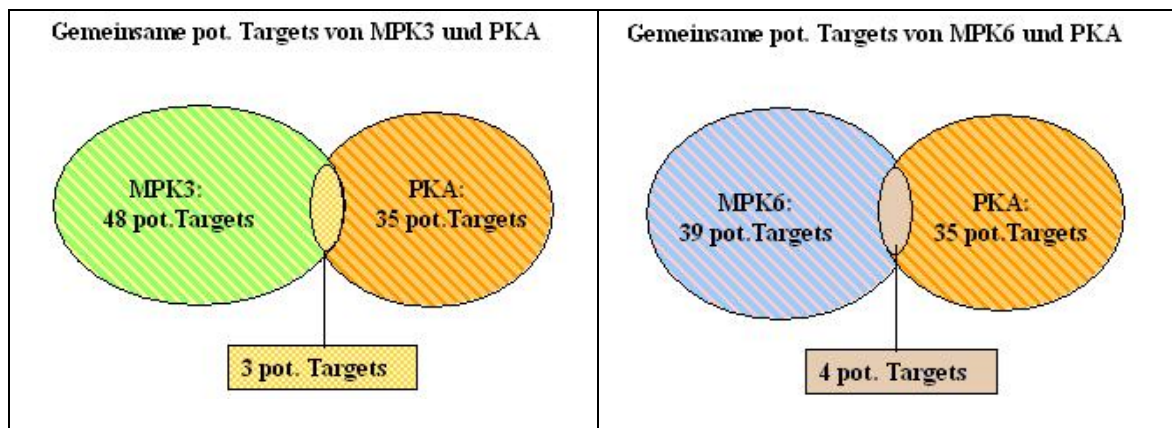 Gemeinsame pot. Targets von MPK3 und PKA
MPK3:
48 pot.Targets
PKA:
35 pot.Targets
3 pot. Targets
Gemeinsame pot. Targets von MPK6 und PKA
MPK6:
39 pot.Targets
PKA:
35 pot.Targets
4 pot. Targets